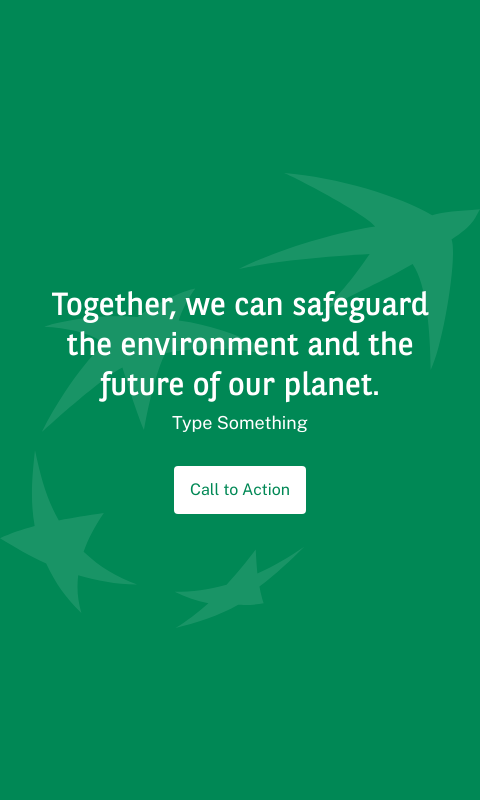 Together, we can safeguard
the environment and the
future of our planet.
Type Something
Call to Action